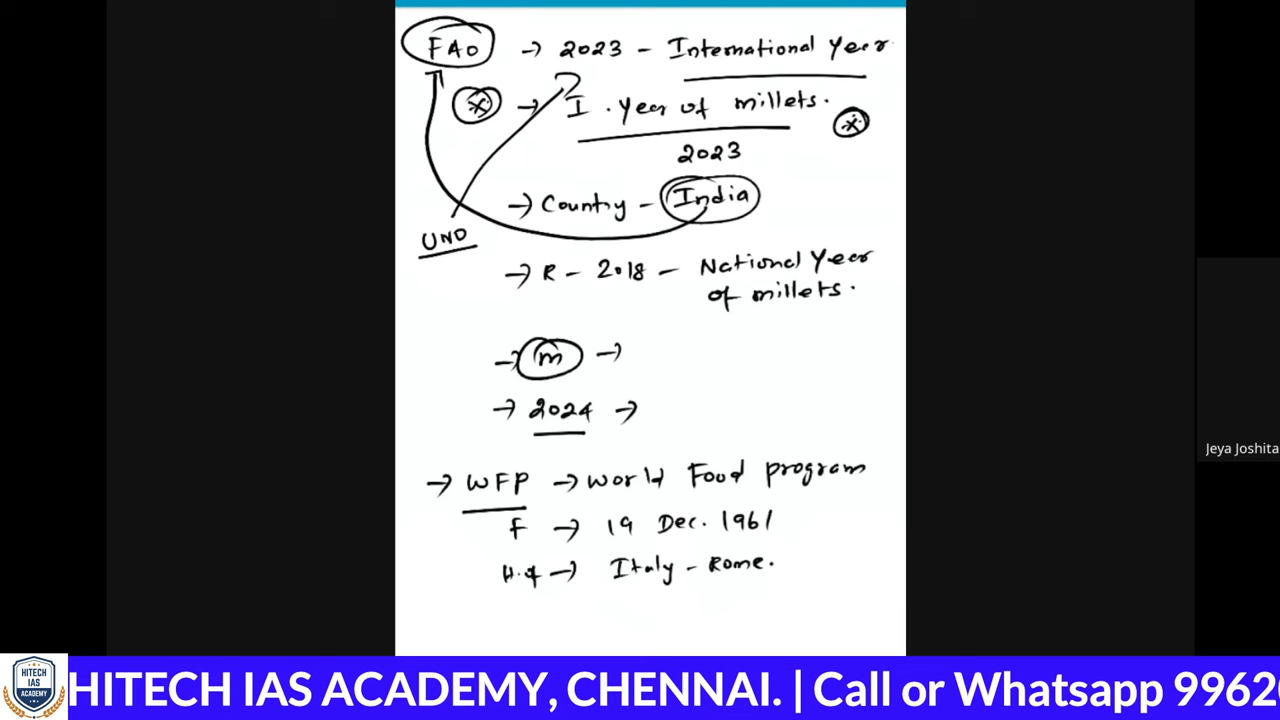 FAO → 2023 - International Year
→ I. Year of millets.
2023
→ Country - India
UNO
→ R - 2018 - National Year
of millets.
→ m →
→ 2024 →
→ WFP → World Food program
F → 19 Dec. 1961
H.q → Italy - Rome.
Jeya Joshita
HITECH IAS ACADEMY
HITECH IAS ACADEMY, CHENNAI. | Call or Whatsapp 9962